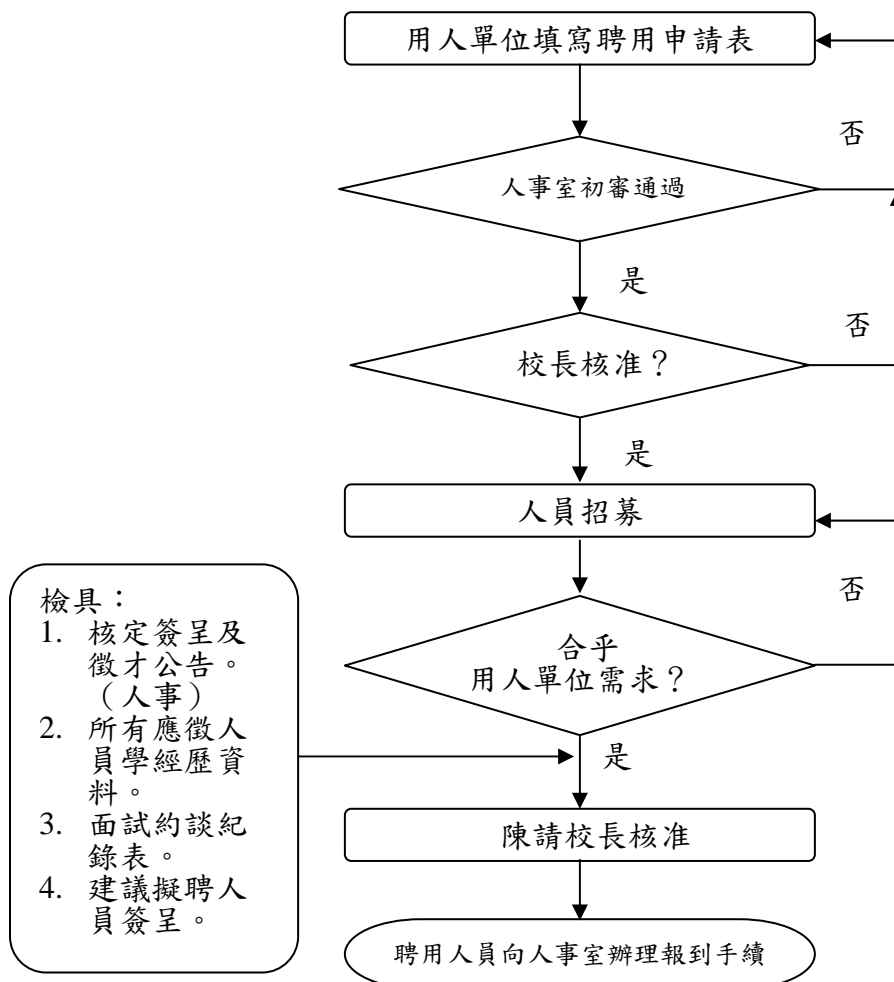 用人單位填寫聘用申請表
否
人事室初審通過
是
否
校長核准？
是
人員招募
否
合乎
用人單位需求？
檢具：
1. 核定簽呈及
徵才公告。
（人事）
2. 所有應徵人
員學經歷資
料。
3. 面試約談紀
錄表。
4. 建議擬聘人
員簽呈。
是
陳請校長核准
聘用人員向人事室辦理報到手續